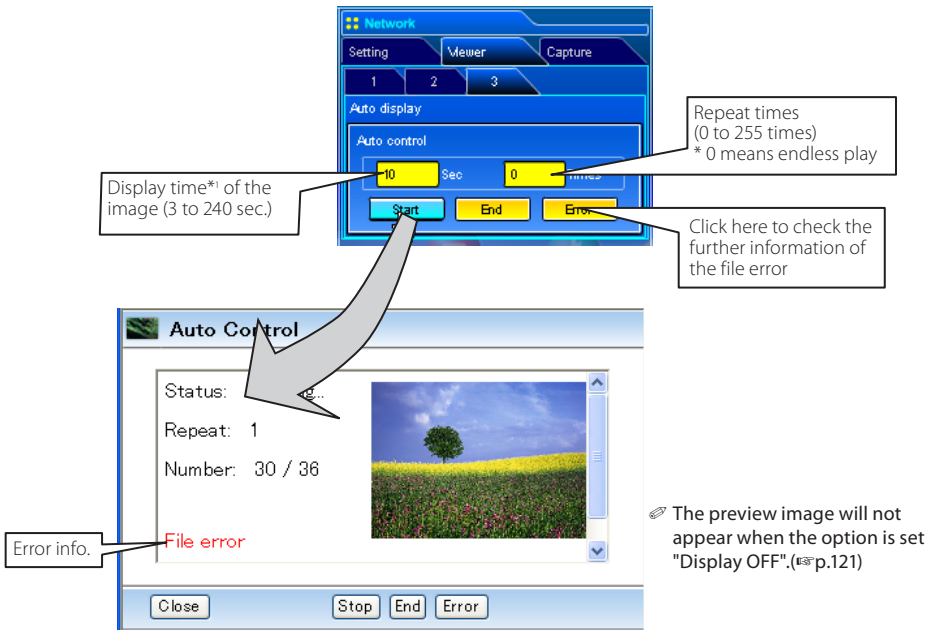 Network
Setting Viewer Capture
1 2 3
Auto display
Auto control
10 Sec 0 Times
Start End Error
Repeat times
(0 to 255 times)
* 0 means endless play
Display time*1 of the
image (3 to 240 sec.)
Click here to check the
further information of
the file error
Auto Control
Status:
Repeat: 1
Number: 30 / 36
File error
Error info.
Close Stop End Error
✐ The preview image will not
appear when the option is set
"Display OFF".(☞p.121)